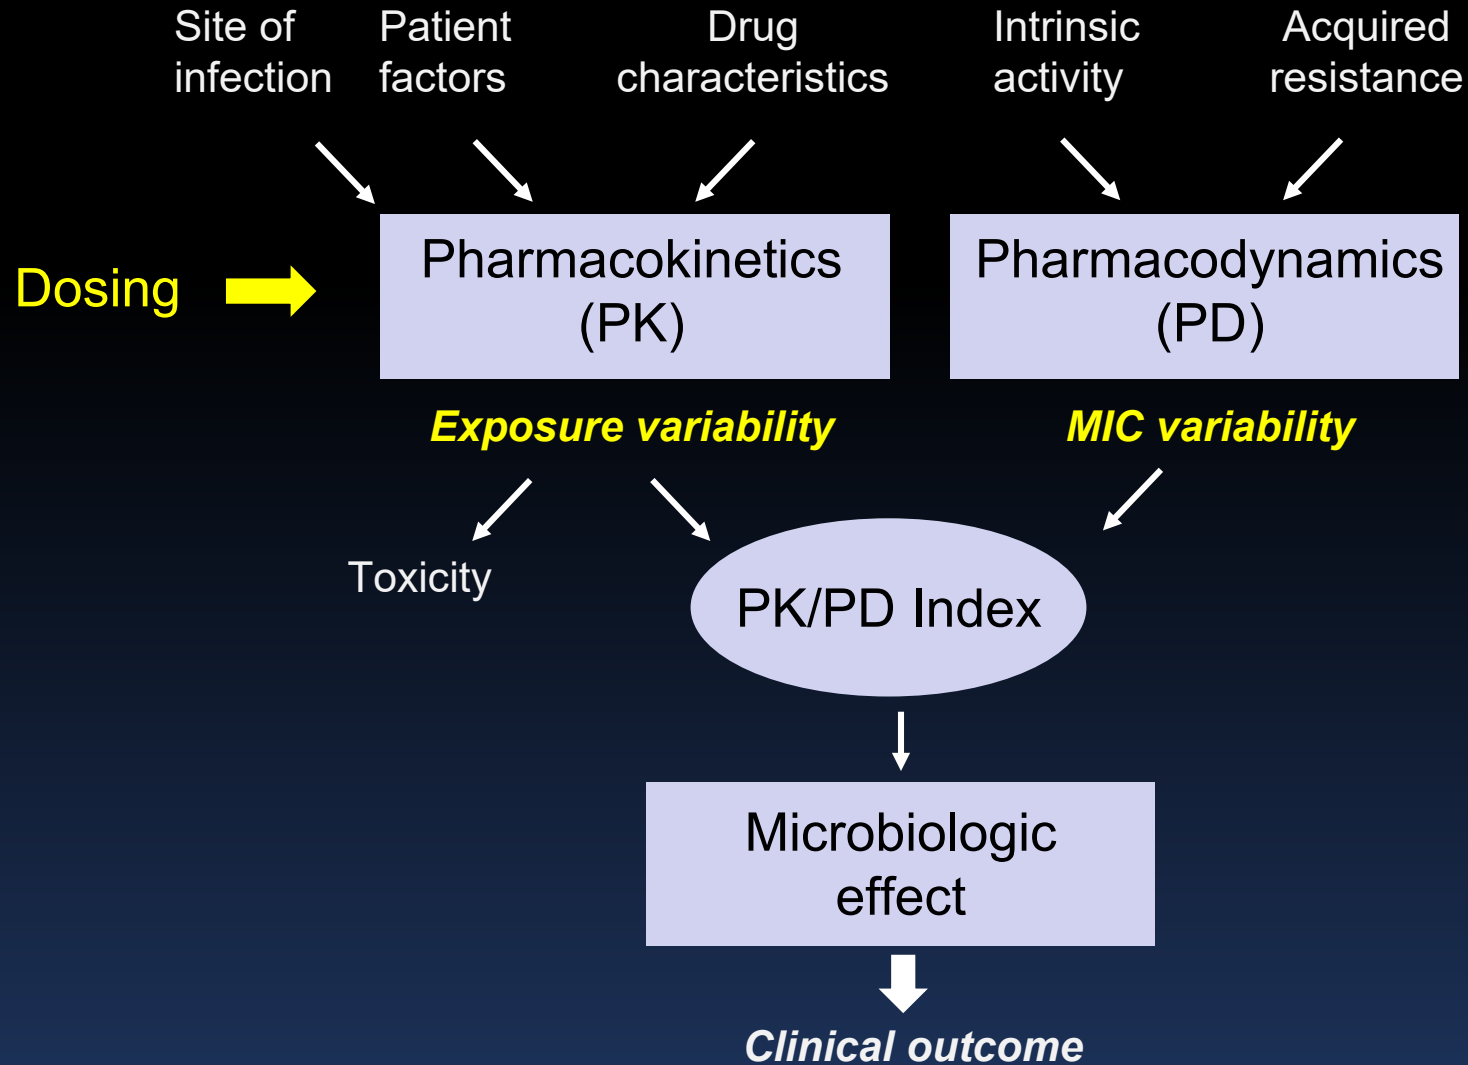 Site of
infection
Patient
factors
Drug
characteristics
Intrinsic
activity
Acquired
resistance
Dosing
Pharmacokinetics
(PK)
Pharmacodynamics
(PD)
Exposure variability
MIC variability
Toxicity
PK/PD Index
Microbiologic
effect
Clinical outcome